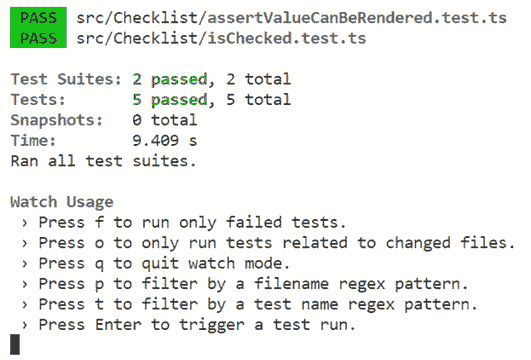 PASS src/Checklist/assertValueCanBeRendered.test.ts
PASS src/Checklist/isChecked.test.ts
Test Suites: 2 passed, 2 total
Tests: 5 passed, 5 total
Snapshots: 0 total
Time: 9.409 s
Ran all test suites.
Watch Usage
› Press f to run only failed tests.
› Press o to only run tests related to changed files.
› Press q to quit watch mode.
› Press p to filter by a filename regex pattern.
› Press t to filter by a test name regex pattern.
› Press Enter to trigger a test run.